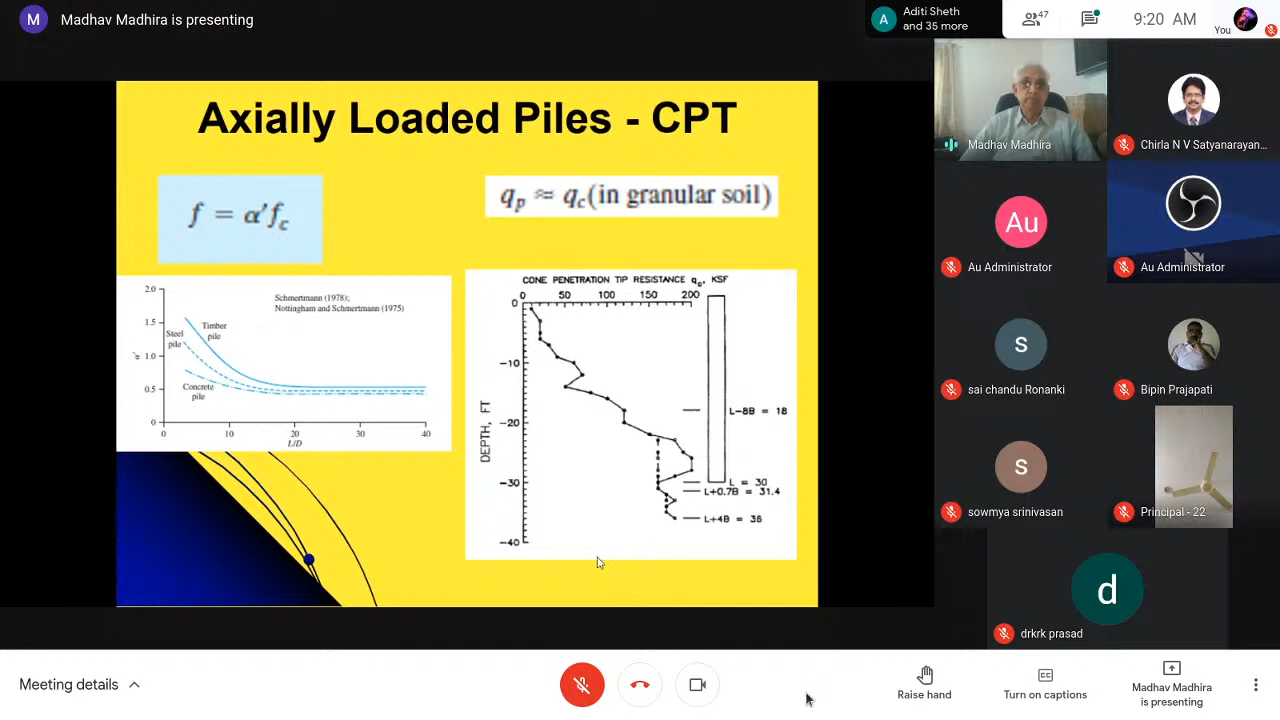 M
Madhav Madhira is presenting
A
Aditi Sheth
and 35 more
47
9:20 AM
You
Axially Loaded Piles - CPT
f = α'f_c
q_p ≈ q_c(in granular soil)
2.0
1.5
1.0
0.5
0
α'
Schmertmann (1978);
Nottingham and Schmertmann (1975)
Timber
pile
Steel
pile
Concrete
pile
0
10
20
30
40
L/D
CONE PENETRATION TIP RESISTANCE q_c, KSF
0
50
100
150
200
0
-10
-20
-30
-40
DEPTH, FT
L-8B = 18
L = 30
L+0.7B = 31.4
L+4B = 36
Madhav Madhira
Chirla N V Satyanarayan...
Au
Au Administrator
Au Administrator
s
sai chandu Ronanki
Bipin Prajapati
s
sowmya srinivasan
Principal - 22
d
drkrk prasad
Meeting details
Raise hand
Turn on captions
Madhav Madhira
is presenting